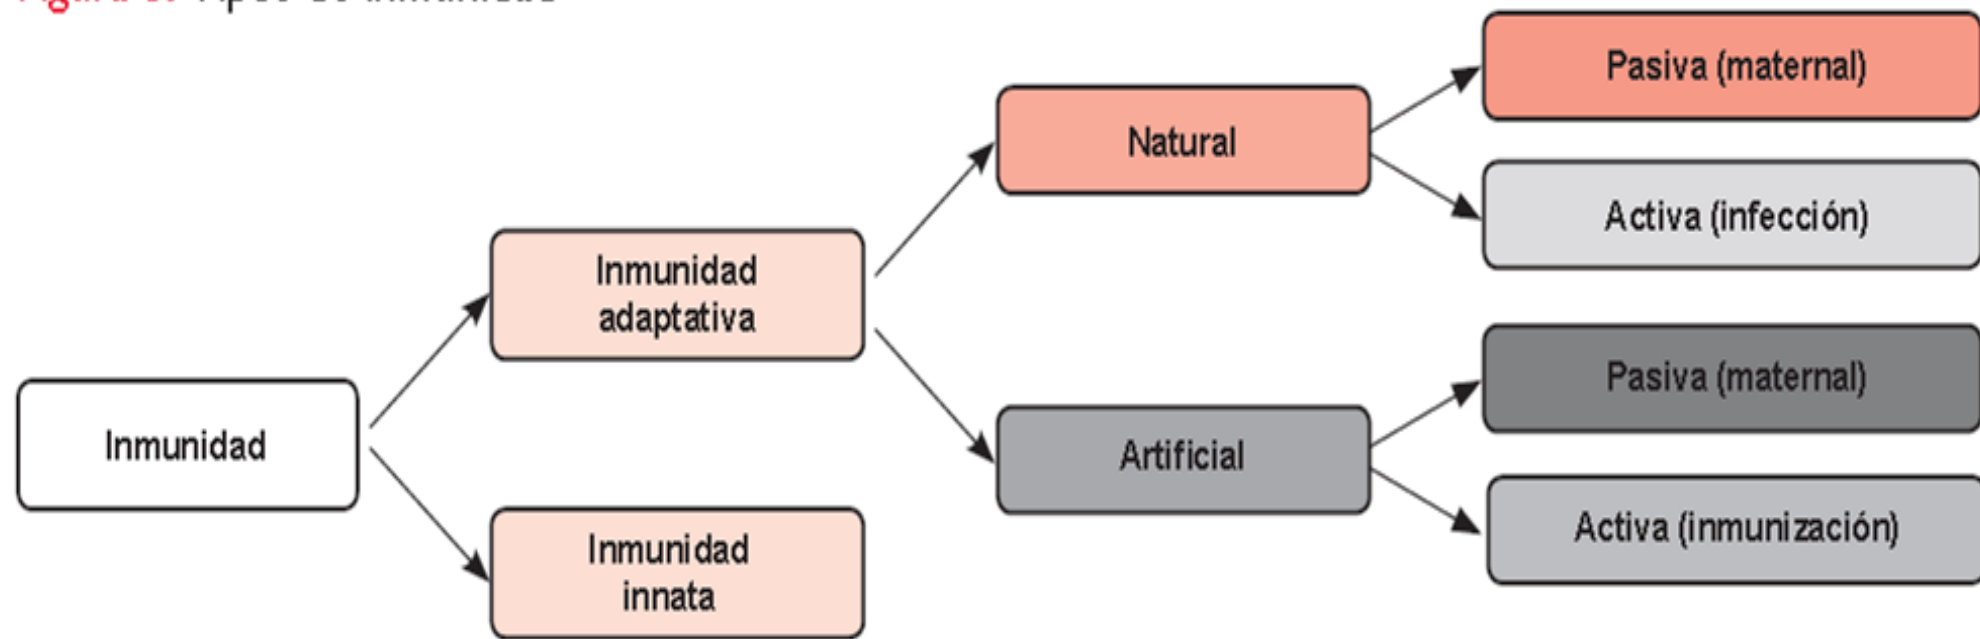 Inmunidad
Inmunidad
adaptativa
Inmunidad
innata
Natural
Artificial
Pasiva (maternal)
Activa (infección)
Pasiva (maternal)
Activa (inmunización)